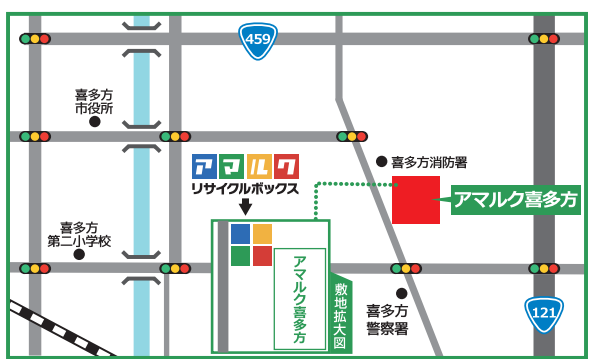 459
喜多方
市役所
アマルク
リサイクルボックス
喜多方消防署
アマルク喜多方
喜多方
第二小学校
アマルク喜多方
敷地拡大図
喜多方
警察署
121